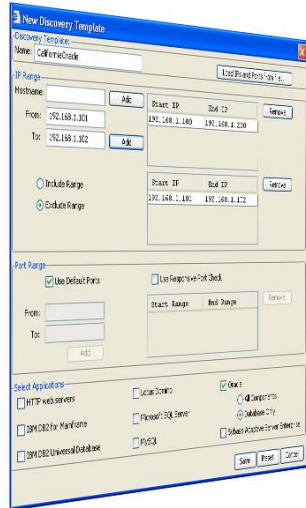 New Discovery Template
Discovery Template:
Name: CaliforniaOracle
Load IPs and Ports from File...
IP Range
Hostname: Add
From: 192.168.1.101
To: 192.168.1.102 Add
Start IP End IP Remove
192.168.1.100 192.168.1.200
Include Range
Exclude Range
Start IP End IP Remove
192.168.1.101 192.168.1.102
Port Range
Use Default Ports Use Responsive Port Check
From:
To:
Add
Start Range End Range Remove
Select Applications
HTTP web servers Lotus Domino Oracle
All Components
IBM DB2 for Mainframe Microsoft SQL Server Database Only
IBM DB2 Universal Database MySQL Sybase Adaptive Server Enterprise
Save Reset Cancel